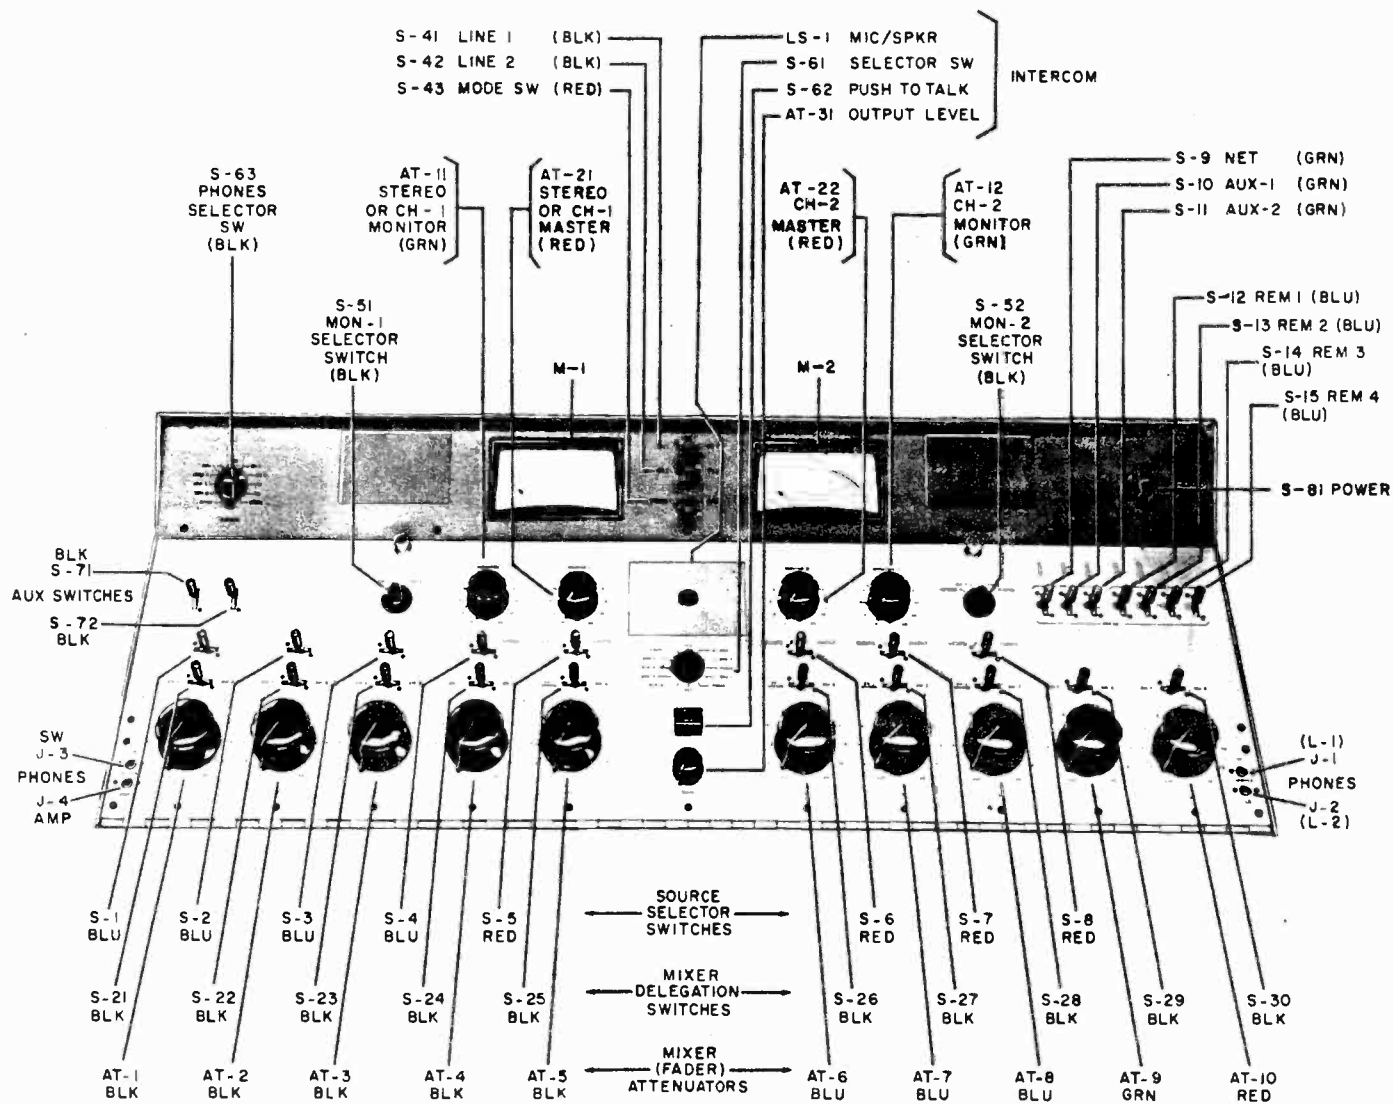 S-41 LINE 1 (BLK)
S-42 LINE 2 (BLK)
S-43 MODE SW (RED)
LS-1 MIC/SPKR
S-61 SELECTOR SW
S-62 PUSH TO TALK
AT-31 OUTPUT LEVEL
INTERCOM
S-63
PHONES
SELECTOR
SW
(BLK)
AT-11
STEREO
OR CH-1
MONITOR
(GRN)
AT-21
STEREO
OR CH-1
MASTER
(RED)
AT-22
CH-2
MASTER
(RED)
AT-12
CH-2
MONITOR
(GRN)
S-9 NET (GRN)
S-10 AUX-1 (GRN)
S-11 AUX-2 (GRN)
S-12 REM 1 (BLU)
S-13 REM 2 (BLU)
S-14 REM 3
(BLU)
S-15 REM 4
(BLU)
S-51
MON-1
SELECTOR
SWITCH
(BLK)
M-1
M-2
S-52
MON-2
SELECTOR
SWITCH
(BLK)
S-81 POWER
BLK
S-71
AUX SWITCHES
S-72
BLK
SW
J-3
PHONES
J-4
AMP
(L-1)
J-1
PHONES
J-2
(L-2)
S-1
BLU
S-2
BLU
S-3
BLU
S-4
BLU
S-5
RED
SOURCE
SELECTOR
SWITCHES
S-6
RED
S-7
RED
S-8
RED
S-21
BLK
S-22
BLK
S-23
BLK
S-24
BLK
S-25
BLK
MIXER
DELEGATION
SWITCHES
S-26
BLK
S-27
BLK
S-28
BLK
S-29
BLK
S-30
BLK
AT-1
BLK
AT-2
BLK
AT-3
BLK
AT-4
BLK
AT-5
BLK
MIXER
(FADER)
ATTENUATORS
AT-6
BLU
AT-7
BLU
AT-8
BLU
AT-9
GRN
AT-10
RED